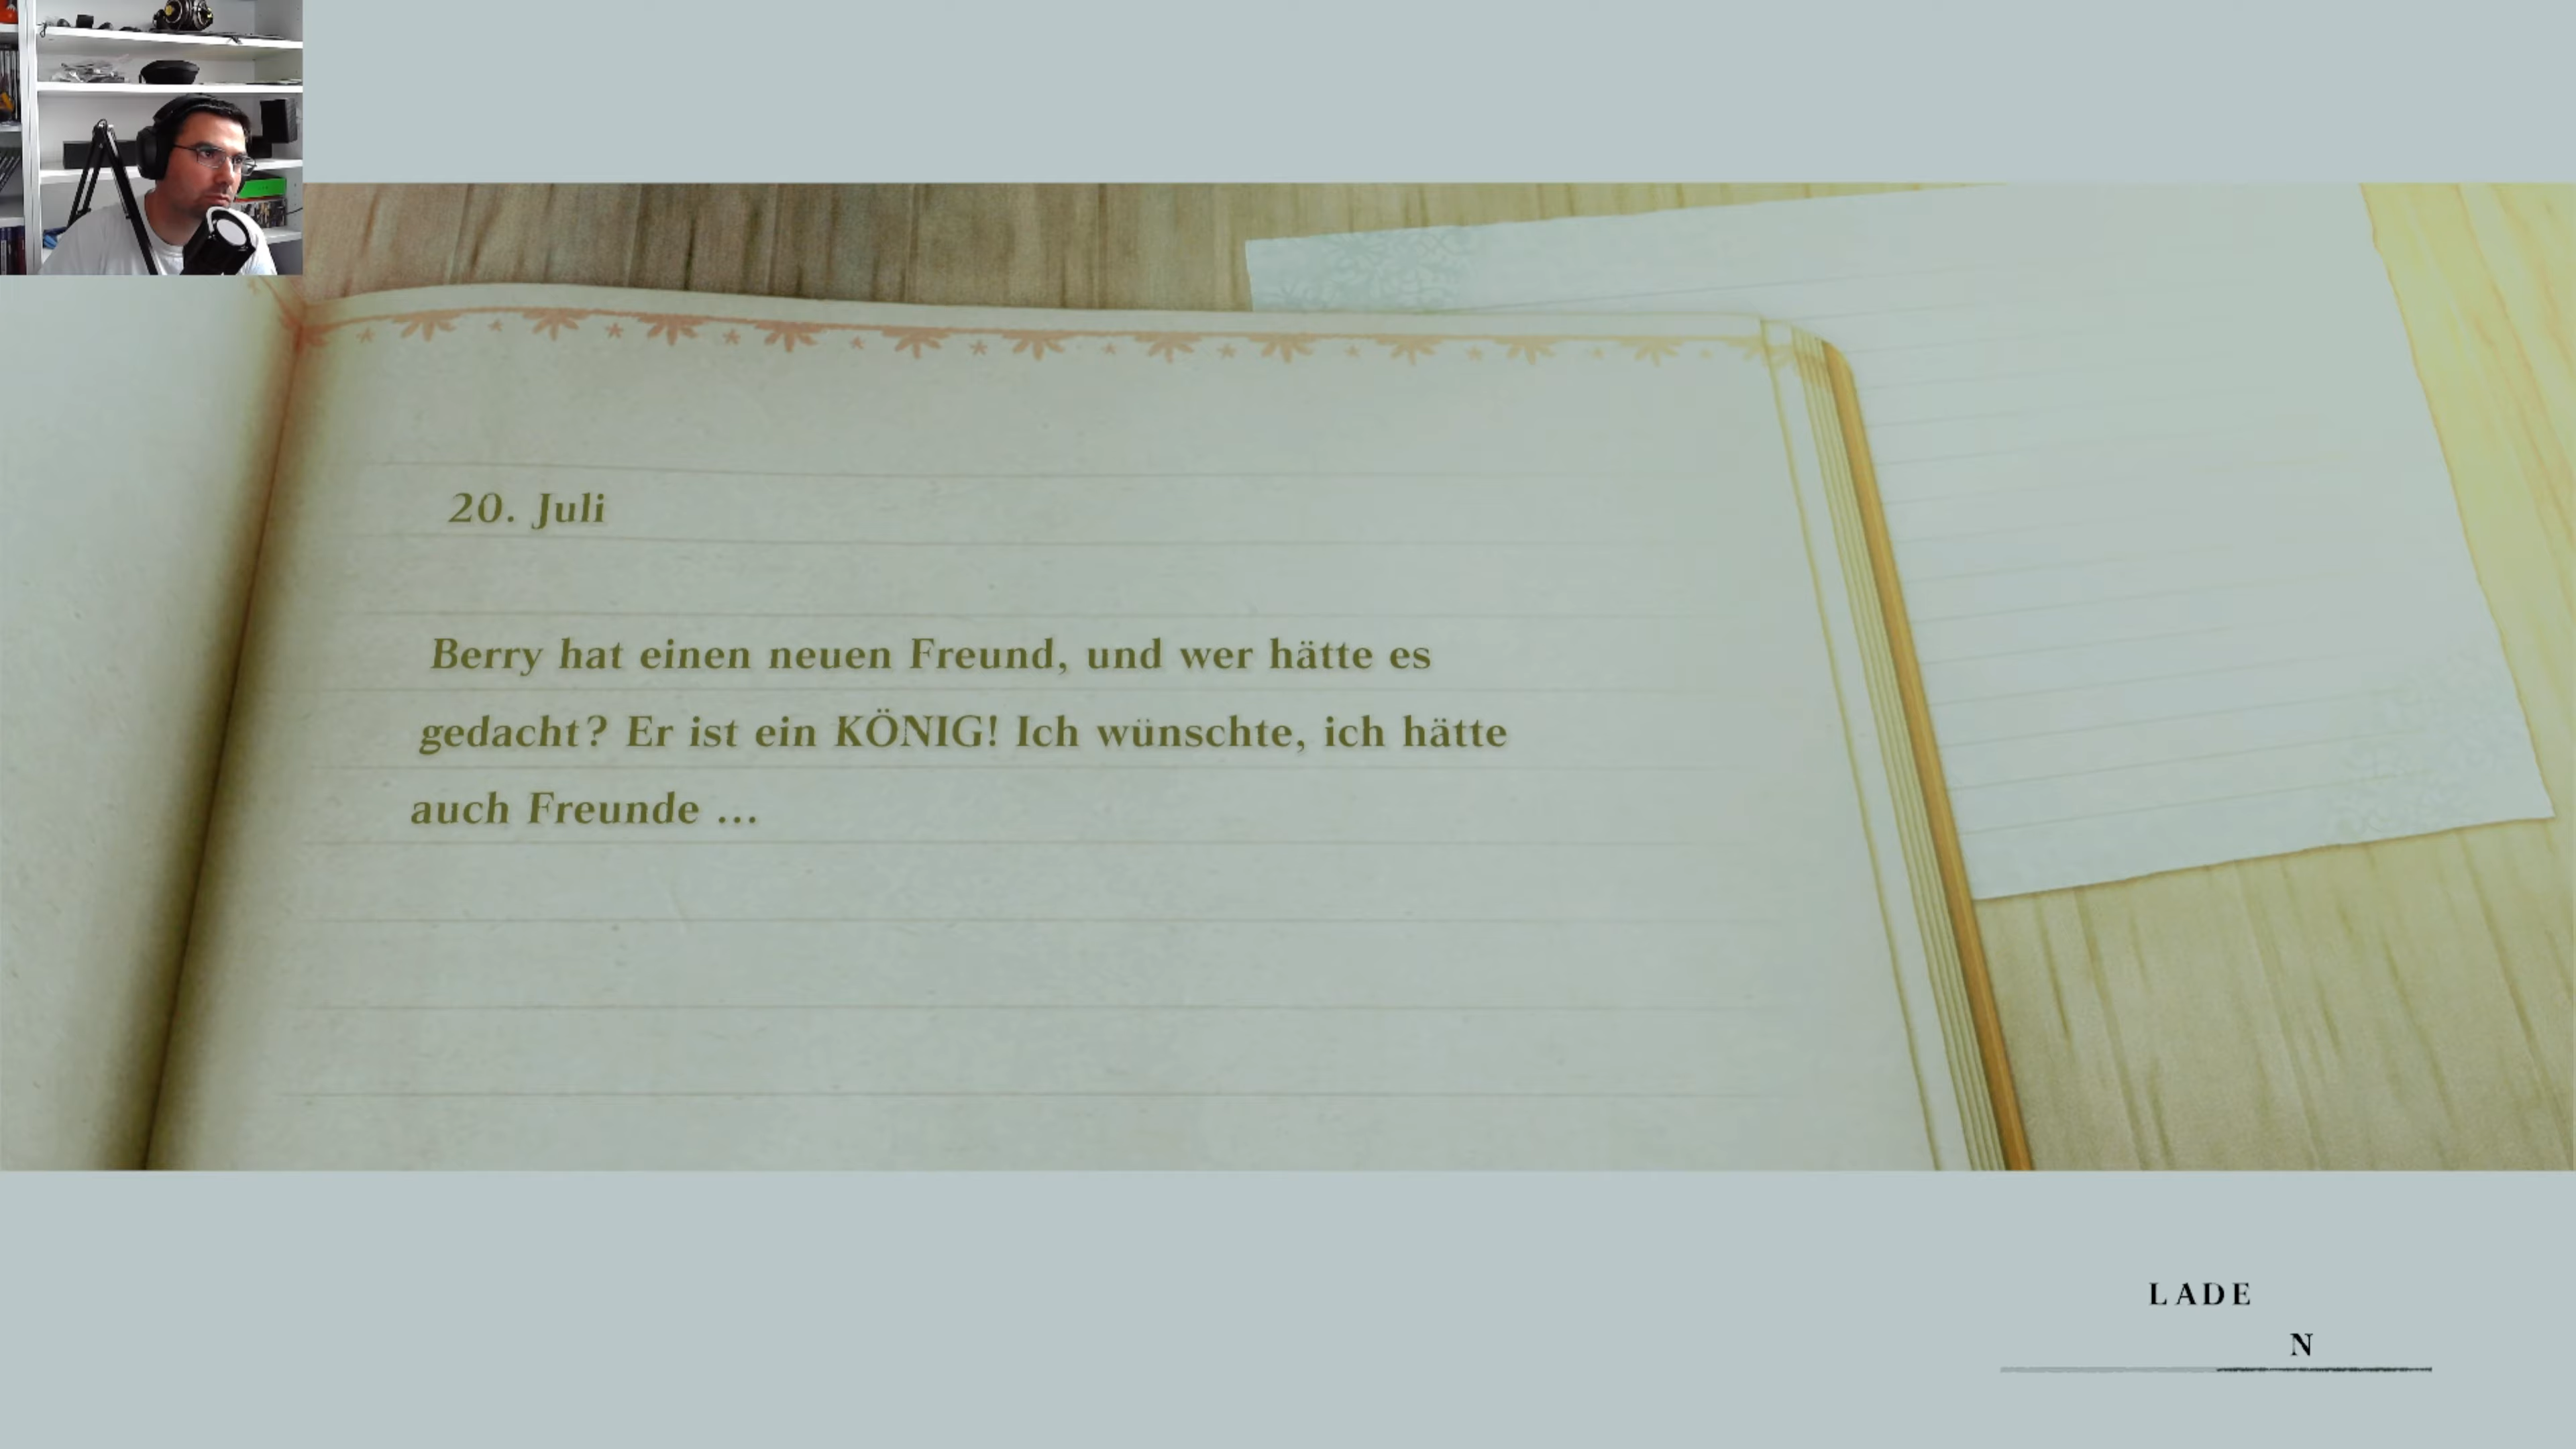 20. Juli
Berry hat einen neuen Freund, und wer hätte es
gedacht? Er ist ein KÖNIG! Ich wünschte, ich hätte
auch Freunde ...
LADE
N